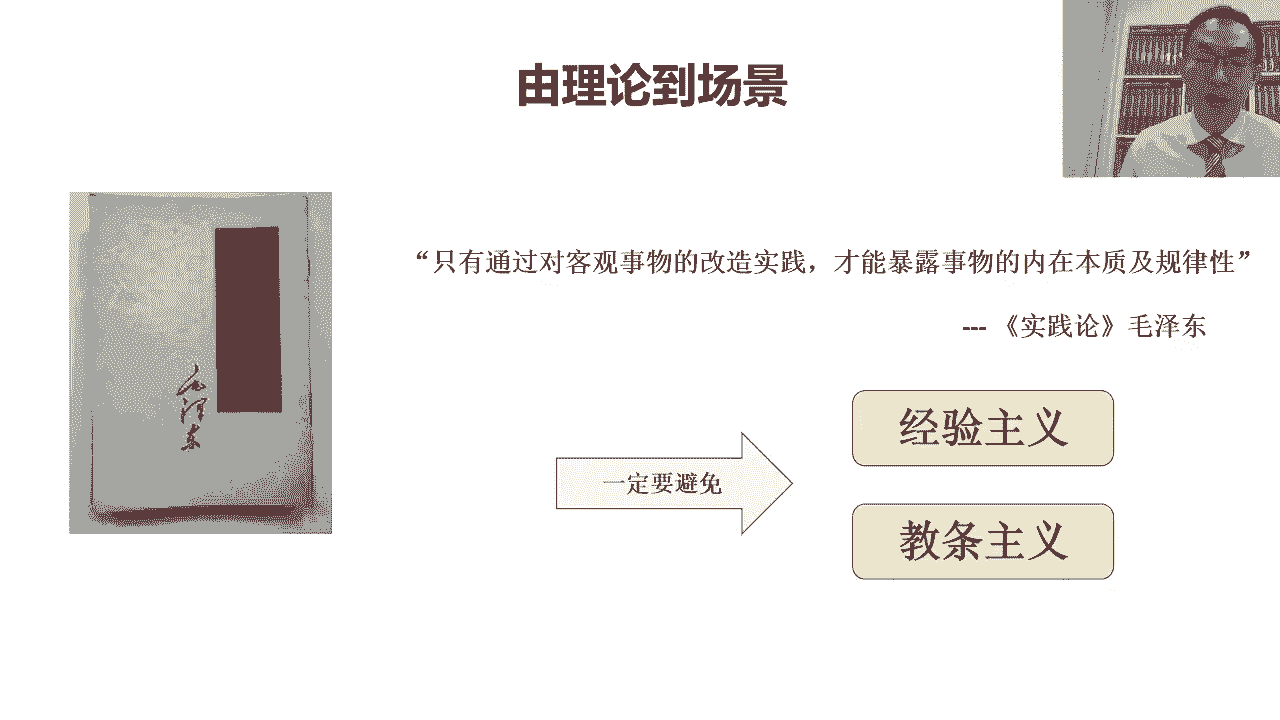 由理论到场景
“只有通过对客观事物的改造实践，才能暴露事物的内在本质及规律性”
--- 《实践论》毛泽东
毛泽东
一定要避免
经验主义
教条主义